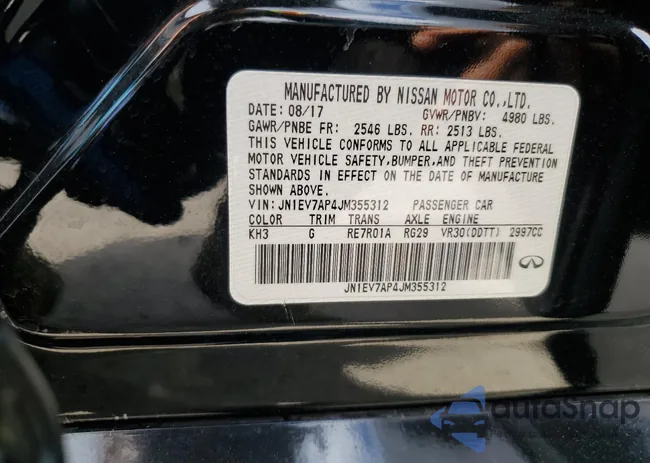 MANUFACTURED BY NISSAN MOTOR CO.,LTD.
DATE: 08/17 GVWR/PNBV: 4980 LBS.
GAWR/PNBE FR: 2546 LBS. RR: 2513 LBS.
THIS VEHICLE CONFORMS TO ALL APPLICABLE FEDERAL
MOTOR VEHICLE SAFETY,BUMPER,AND THEFT PREVENTION
STANDARDS IN EFFECT ON THE DATE OF MANUFACTURE
SHOWN ABOVE.
VIN: JN1EV7AP4JM355312 PASSENGER CAR
COLOR TRIM TRANS AXLE ENGINE
KH3 G RE7R01A RG29 VR30(DDTT) 2997CC
JN1EV7AP4JM355312
autoSnap